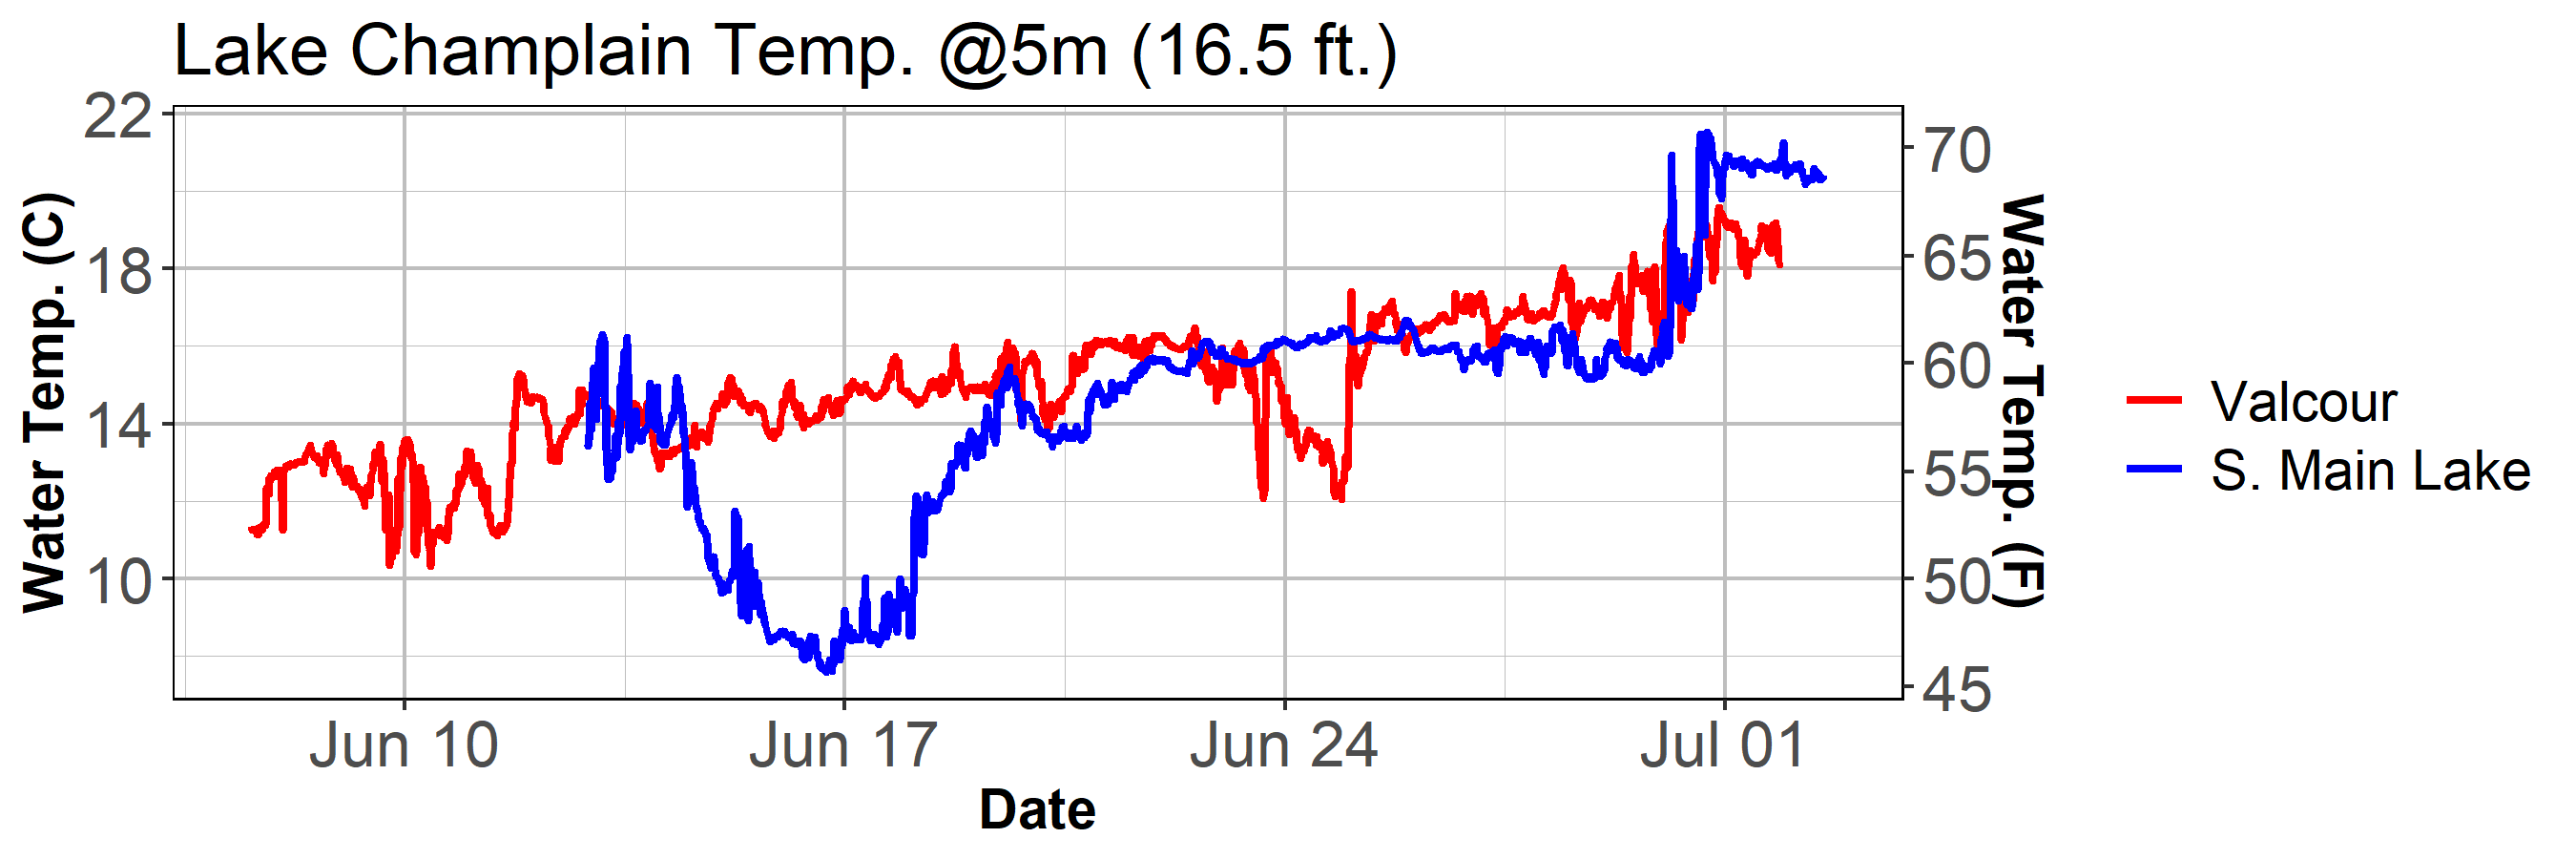 Lake Champlain Temp. @5m (16.5 ft.)
Water Temp. (C)
22
18
14
10
70
65
60
55
50
45
Water Temp. (F)
Jun 10
Jun 17
Jun 24
Jul 01
Date
Valcour
S. Main Lake